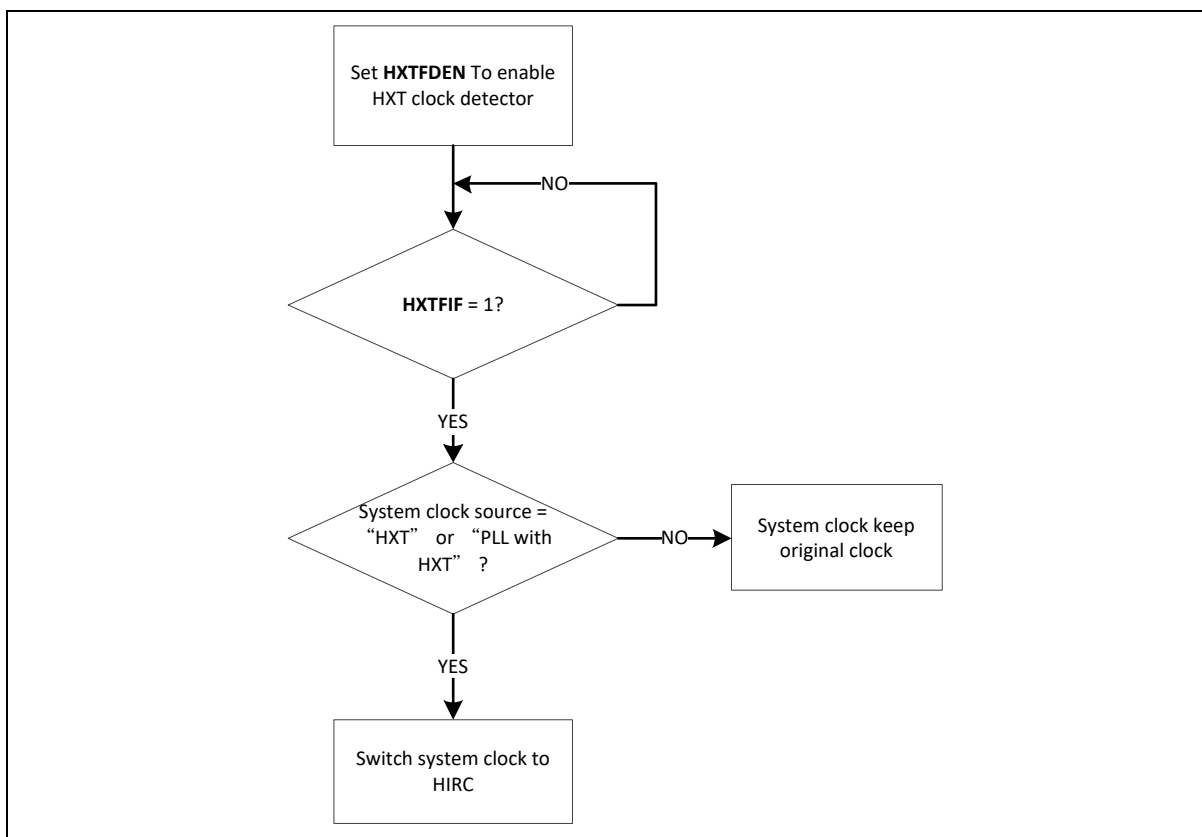 Set HXTFDEN To enable
HXT clock detector
NO
HXTFIF = 1?
YES
System clock source =
“HXT” or “PLL with
HXT” ?
NO
System clock keep
original clock
YES
Switch system clock to
HIRC